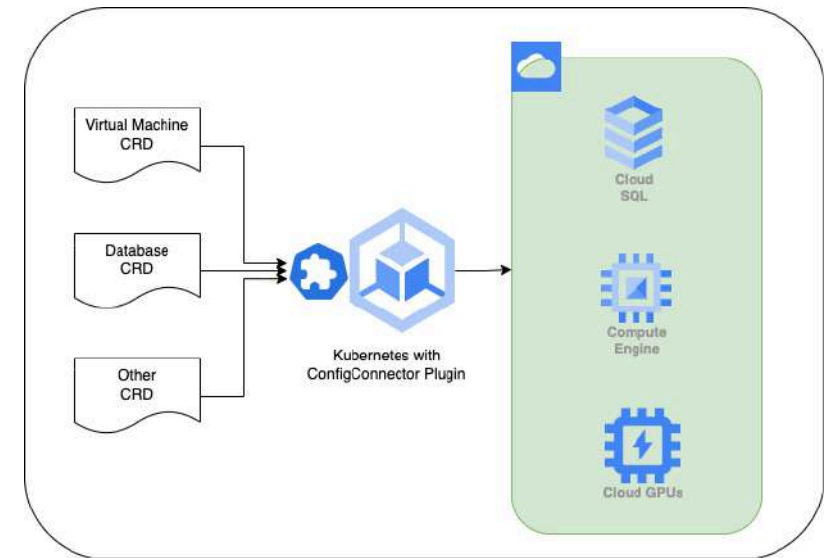 Virtual Machine
CRD
Database
CRD
Other
CRD
Kubernetes with
ConfigConnector Plugin
Cloud
SQL
Compute
Engine
Cloud GPUs